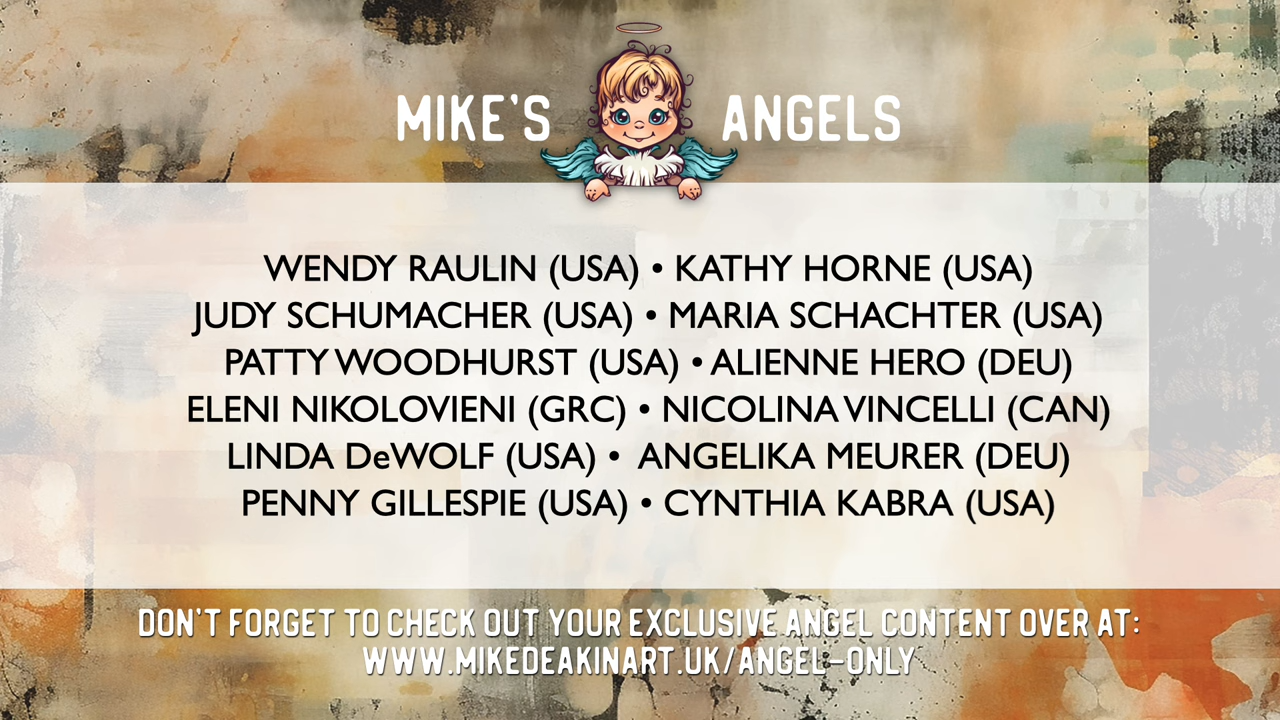 MIKE'S ANGELS
WENDY RAULIN (USA) • KATHY HORNE (USA)
JUDY SCHUMACHER (USA) • MARIA SCHACHTER (USA)
PATTY WOODHURST (USA) • ALIENNE HERO (DEU)
ELENI NIKOLOVIENI (GRC) • NICOLINA VINCELLI (CAN)
LINDA DeWOLF (USA) • ANGELIKA MEURER (DEU)
PENNY GILLESPIE (USA) • CYNTHIA KABRA (USA)
DON'T FORGET TO CHECK OUT YOUR EXCLUSIVE ANGEL CONTENT OVER AT:
WWW.MIKEDEAKINART.UK/ANGEL-ONLY